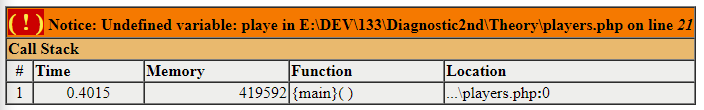 ( ! ) Notice: Undefined variable: playe in E:\DEV\133\Diagnostic2nd\Theory\players.php on line 21
Call Stack
# Time Memory Function Location
1 0.4015 419592 {main}( ) ...\players.php:0